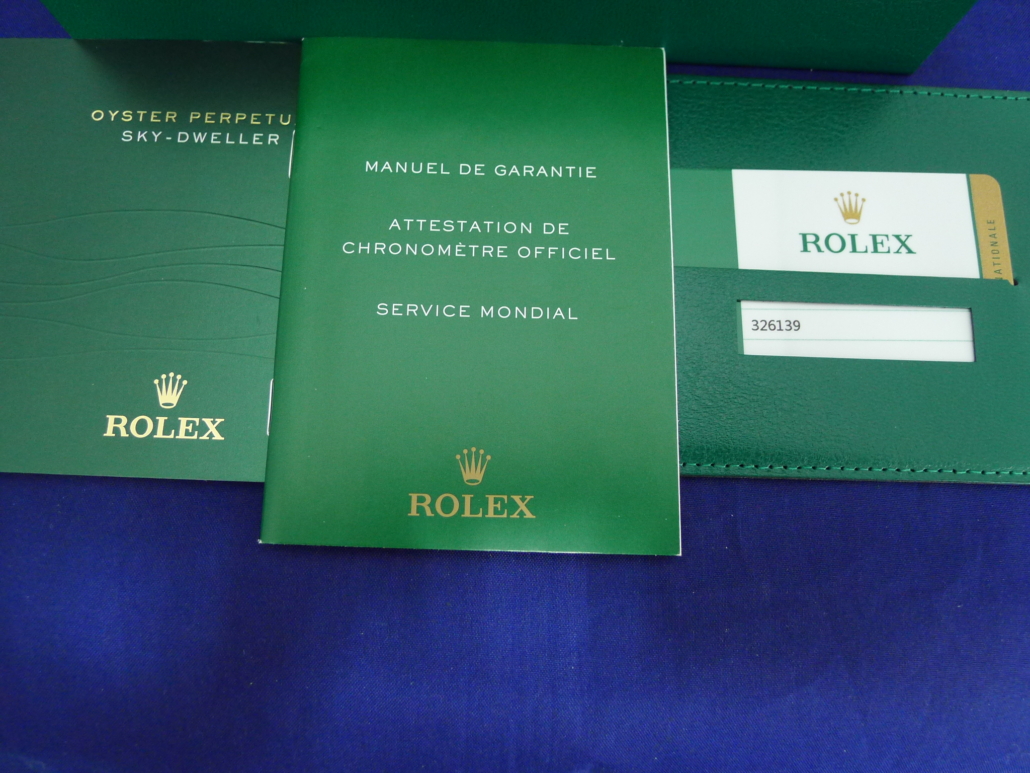 OYSTER PERPETU
SKY-DWELLER
ROLEX
MANUEL DE GARANTIE
ATTESTATION DE
CHRONOMÈTRE OFFICIEL
SERVICE MONDIAL
ROLEX
ROLEX
ATIONALE
326139